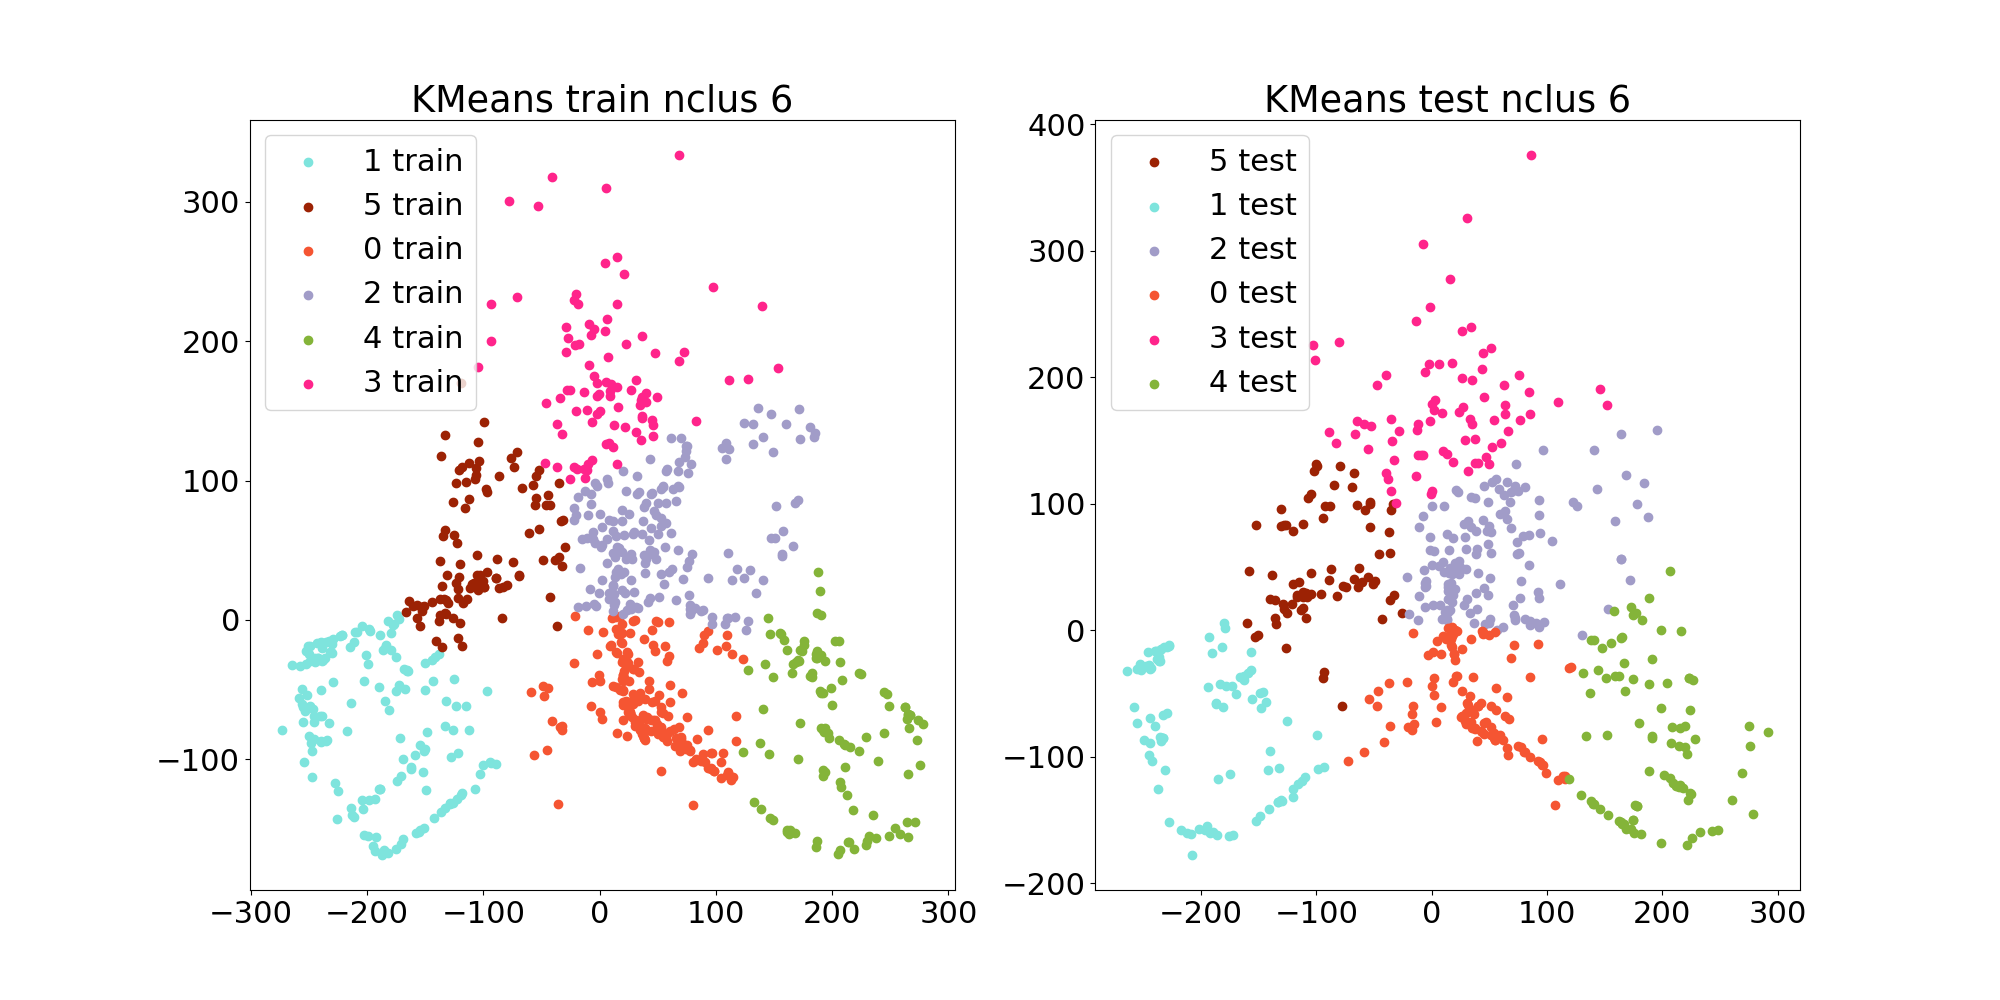 KMeans train nclus 6
1 train
5 train
0 train
2 train
4 train
3 train
300
200
100
0
−100
−300 −200 −100 0 100 200 300
KMeans test nclus 6
5 test
1 test
2 test
0 test
3 test
4 test
400
300
200
100
0
−100
−200
−200 −100 0 100 200 300